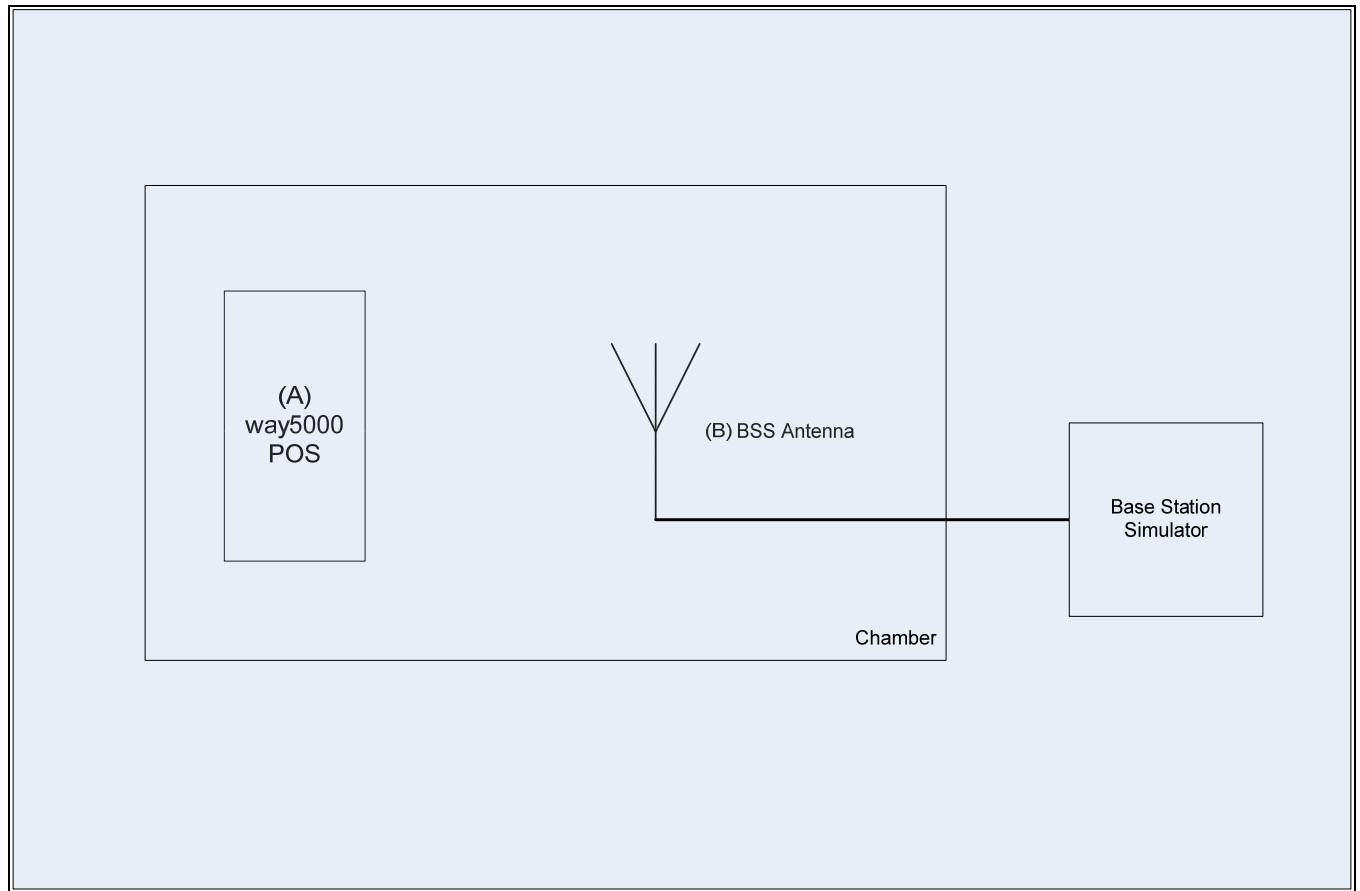 (A)
way5000
POS
(B) BSS Antenna
Base Station
Simulator
Chamber